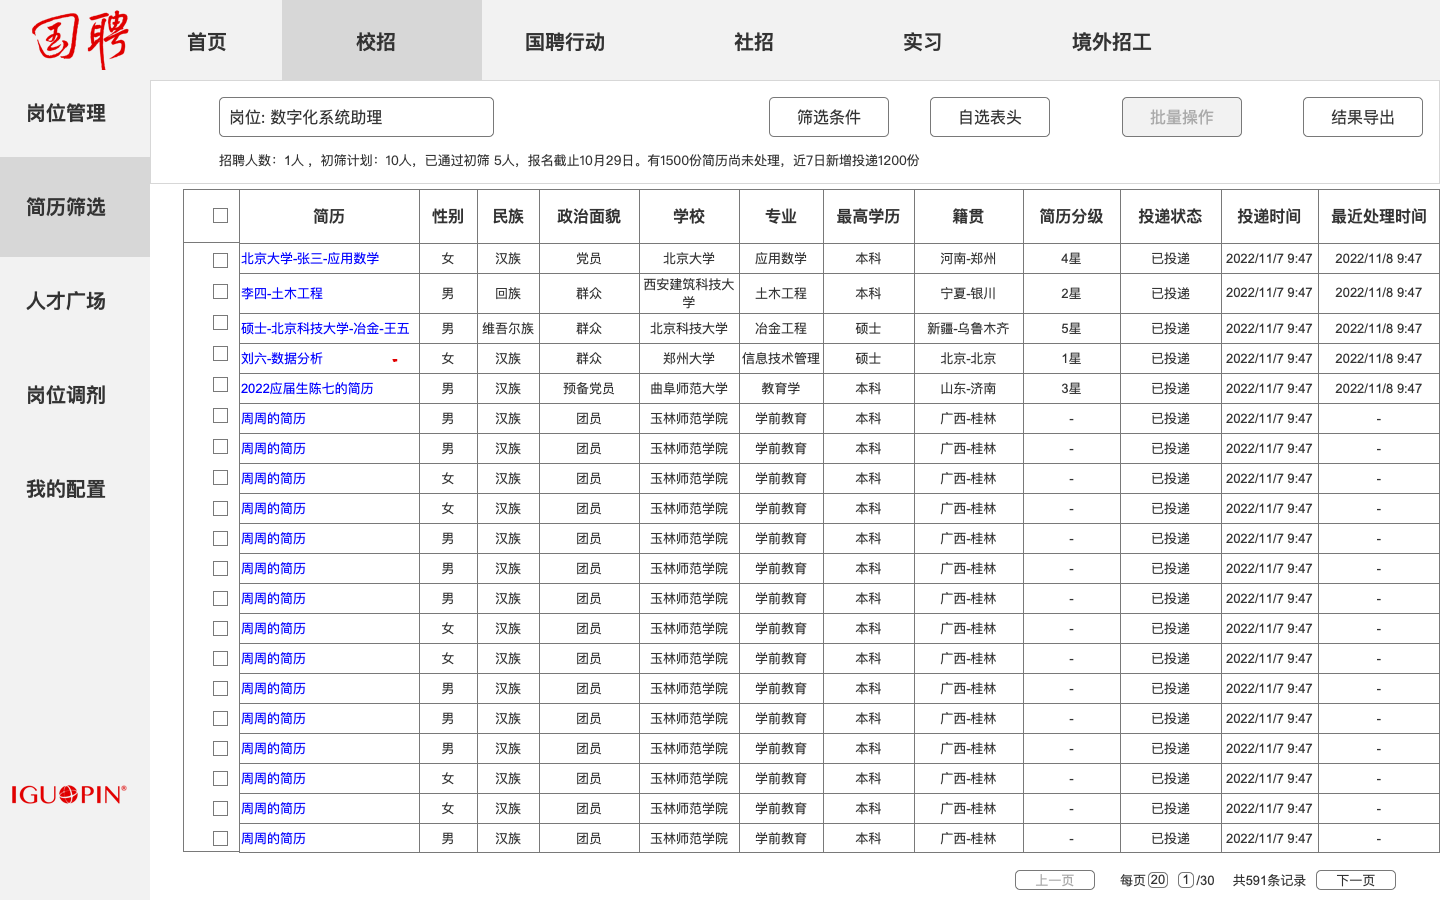 国聘
首页 校招 国聘行动 社招 实习 境外招工
岗位管理
简历筛选
人才广场
岗位调剂
我的配置
IGUOPIN®
岗位: 数字化系统助理 筛选条件 自选表头 批量操作 结果导出
招聘人数：1人 ，初筛计划：10人，已通过初筛 5人，报名截止10月29日。有1500份简历尚未处理，近7日新增投递1200份
简历 性别 民族 政治面貌 学校 专业 最高学历 籍贯 简历分级 投递状态 投递时间 最近处理时间
北京大学-张三-应用数学 女 汉族 党员 北京大学 应用数学 本科 河南-郑州 4星 已投递 2022/11/7 9:47 2022/11/8 9:47
李四-土木工程 男 回族 群众 西安建筑科技大学 土木工程 本科 宁夏-银川 2星 已投递 2022/11/7 9:47 2022/11/8 9:47
硕士-北京科技大学-冶金-王五 男 维吾尔族 群众 北京科技大学 冶金工程 硕士 新疆-乌鲁木齐 5星 已投递 2022/11/7 9:47 2022/11/8 9:47
刘六-数据分析 女 汉族 群众 郑州大学 信息技术管理 硕士 北京-北京 1星 已投递 2022/11/7 9:47 2022/11/8 9:47
2022应届生陈七的简历 男 汉族 预备党员 曲阜师范大学 教育学 本科 山东-济南 3星 已投递 2022/11/7 9:47 2022/11/8 9:47
周周的简历 男 汉族 团员 玉林师范学院 学前教育 本科 广西-桂林 - 已投递 2022/11/7 9:47 -
周周的简历 男 汉族 团员 玉林师范学院 学前教育 本科 广西-桂林 - 已投递 2022/11/7 9:47 -
周周的简历 女 汉族 团员 玉林师范学院 学前教育 本科 广西-桂林 - 已投递 2022/11/7 9:47 -
周周的简历 女 汉族 团员 玉林师范学院 学前教育 本科 广西-桂林 - 已投递 2022/11/7 9:47 -
周周的简历 男 汉族 团员 玉林师范学院 学前教育 本科 广西-桂林 - 已投递 2022/11/7 9:47 -
周周的简历 男 汉族 团员 玉林师范学院 学前教育 本科 广西-桂林 - 已投递 2022/11/7 9:47 -
周周的简历 男 汉族 团员 玉林师范学院 学前教育 本科 广西-桂林 - 已投递 2022/11/7 9:47 -
周周的简历 女 汉族 团员 玉林师范学院 学前教育 本科 广西-桂林 - 已投递 2022/11/7 9:47 -
周周的简历 女 汉族 团员 玉林师范学院 学前教育 本科 广西-桂林 - 已投递 2022/11/7 9:47 -
周周的简历 男 汉族 团员 玉林师范学院 学前教育 本科 广西-桂林 - 已投递 2022/11/7 9:47 -
周周的简历 男 汉族 团员 玉林师范学院 学前教育 本科 广西-桂林 - 已投递 2022/11/7 9:47 -
周周的简历 男 汉族 团员 玉林师范学院 学前教育 本科 广西-桂林 - 已投递 2022/11/7 9:47 -
周周的简历 女 汉族 团员 玉林师范学院 学前教育 本科 广西-桂林 - 已投递 2022/11/7 9:47 -
周周的简历 女 汉族 团员 玉林师范学院 学前教育 本科 广西-桂林 - 已投递 2022/11/7 9:47 -
周周的简历 男 汉族 团员 玉林师范学院 学前教育 本科 广西-桂林 - 已投递 2022/11/7 9:47 -
上一页 每页 20 1 /30 共591条记录 下一页